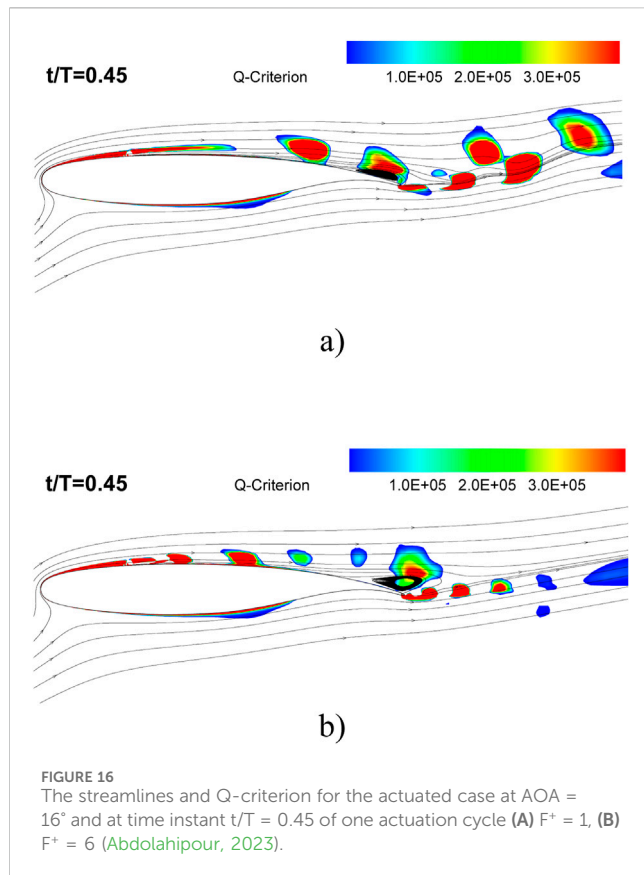 t/T=0.45
Q-Criterion
1.0E+05 2.0E+05 3.0E+05
a)
t/T=0.45
Q-Criterion
1.0E+05 2.0E+05 3.0E+05
b)
FIGURE 16
The streamlines and Q-criterion for the actuated case at AOA =
16° and at time instant t/T = 0.45 of one actuation cycle (A) F⁺ = 1, (B)
F⁺ = 6 (Abdolahipour, 2023).